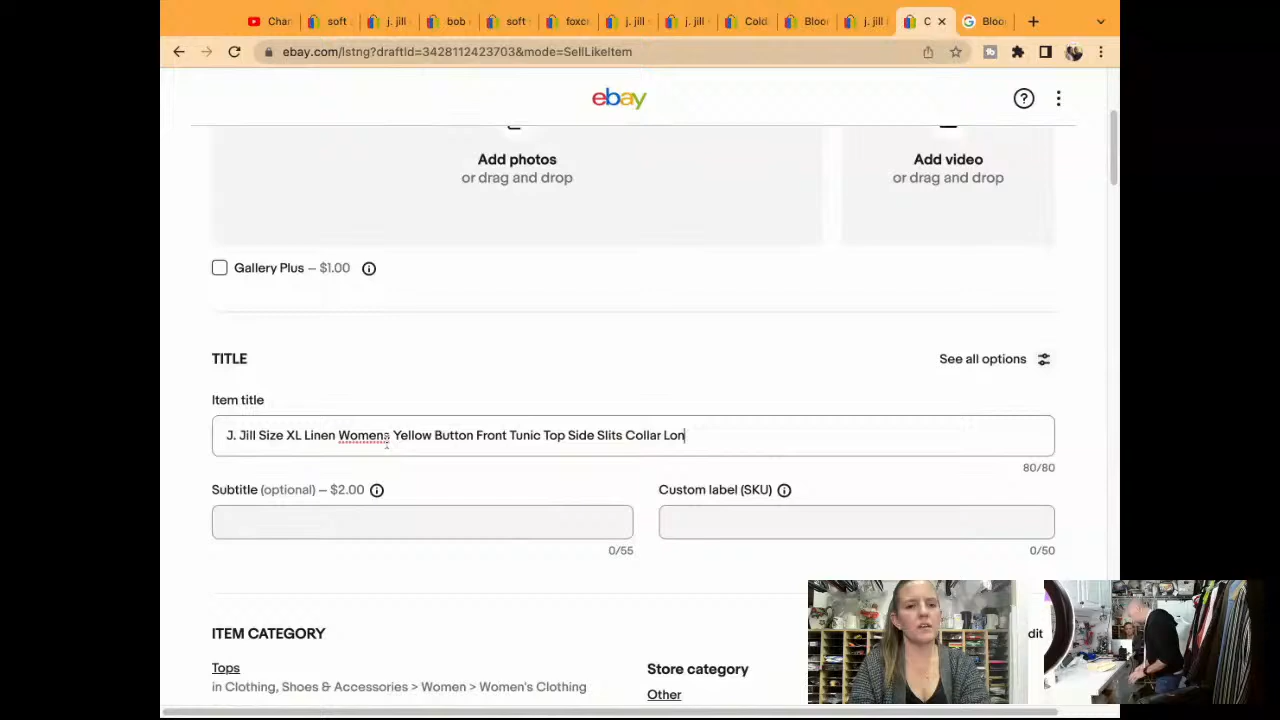 Chan
soft
j. jill
bob
soft
foxc
j. jill
j. jill
Cold
Bloo
j. jill
C
Bloo
ebay.com/lstng?draftId=3428112423703&mode=SellLikeItem
ebay
Add photos
or drag and drop
Add video
or drag and drop
Gallery Plus – $1.00
TITLE
See all options
Item title
J. Jill Size XL Linen Womens Yellow Button Front Tunic Top Side Slits Collar Lon
80/80
Subtitle (optional) – $2.00
Custom label (SKU)
0/55
0/50
ITEM CATEGORY
dit
Tops
in Clothing, Shoes & Accessories > Women > Women's Clothing
Store category
Other